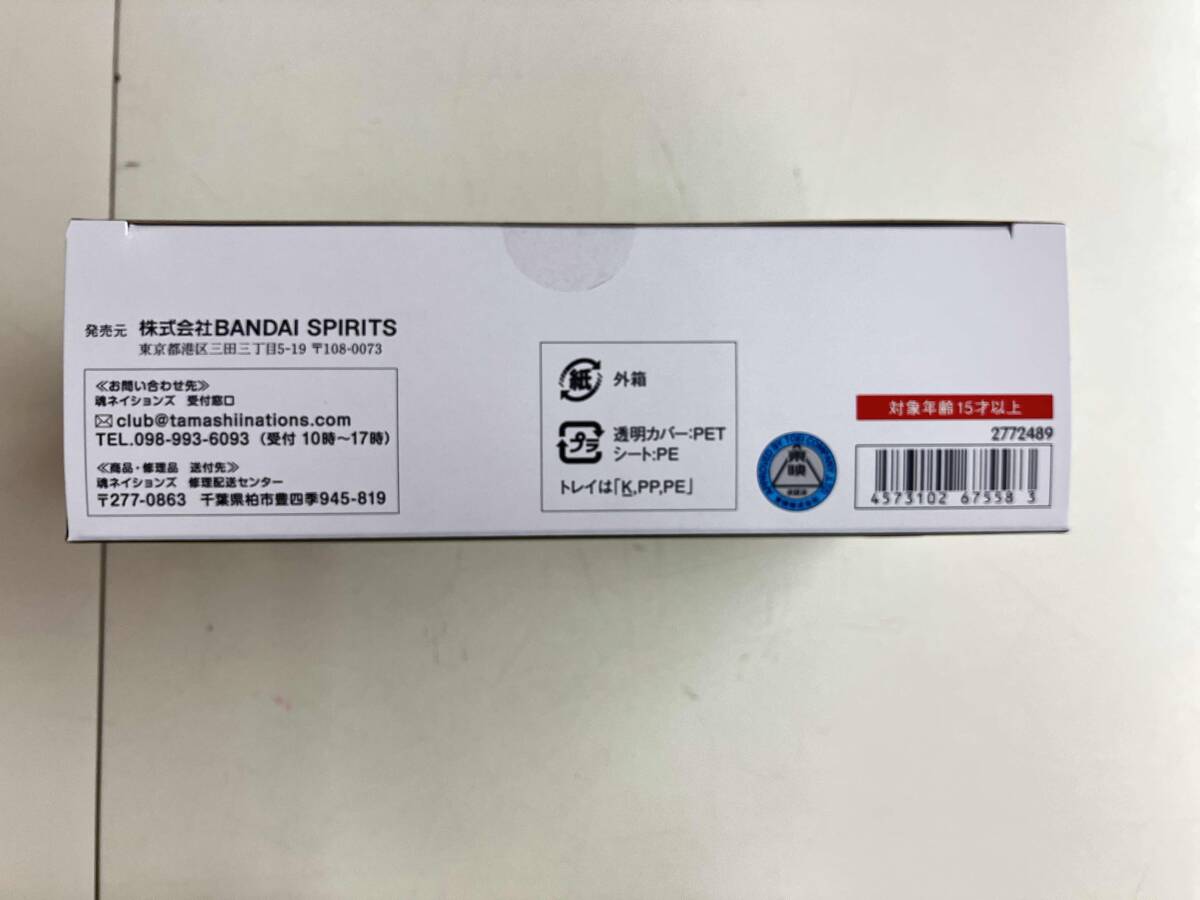 発売元 株式会社BANDAI SPIRITS
東京都港区三田三丁目5-19 〒108-0073
≪お問い合わせ先≫
魂ネイションズ 受付窓口
club@tamashiinations.com
TEL.098-993-6093（受付 10時〜17時）
≪商品・修理品 送付先≫
魂ネイションズ 修理配送センター
〒277-0863 千葉県柏市豊四季945-819
紙 外箱
プラ 透明カバー:PET
シート:PE
トレイは「K,PP,PE」
東映
対象年齢15才以上
2772489
4573102 67558 3